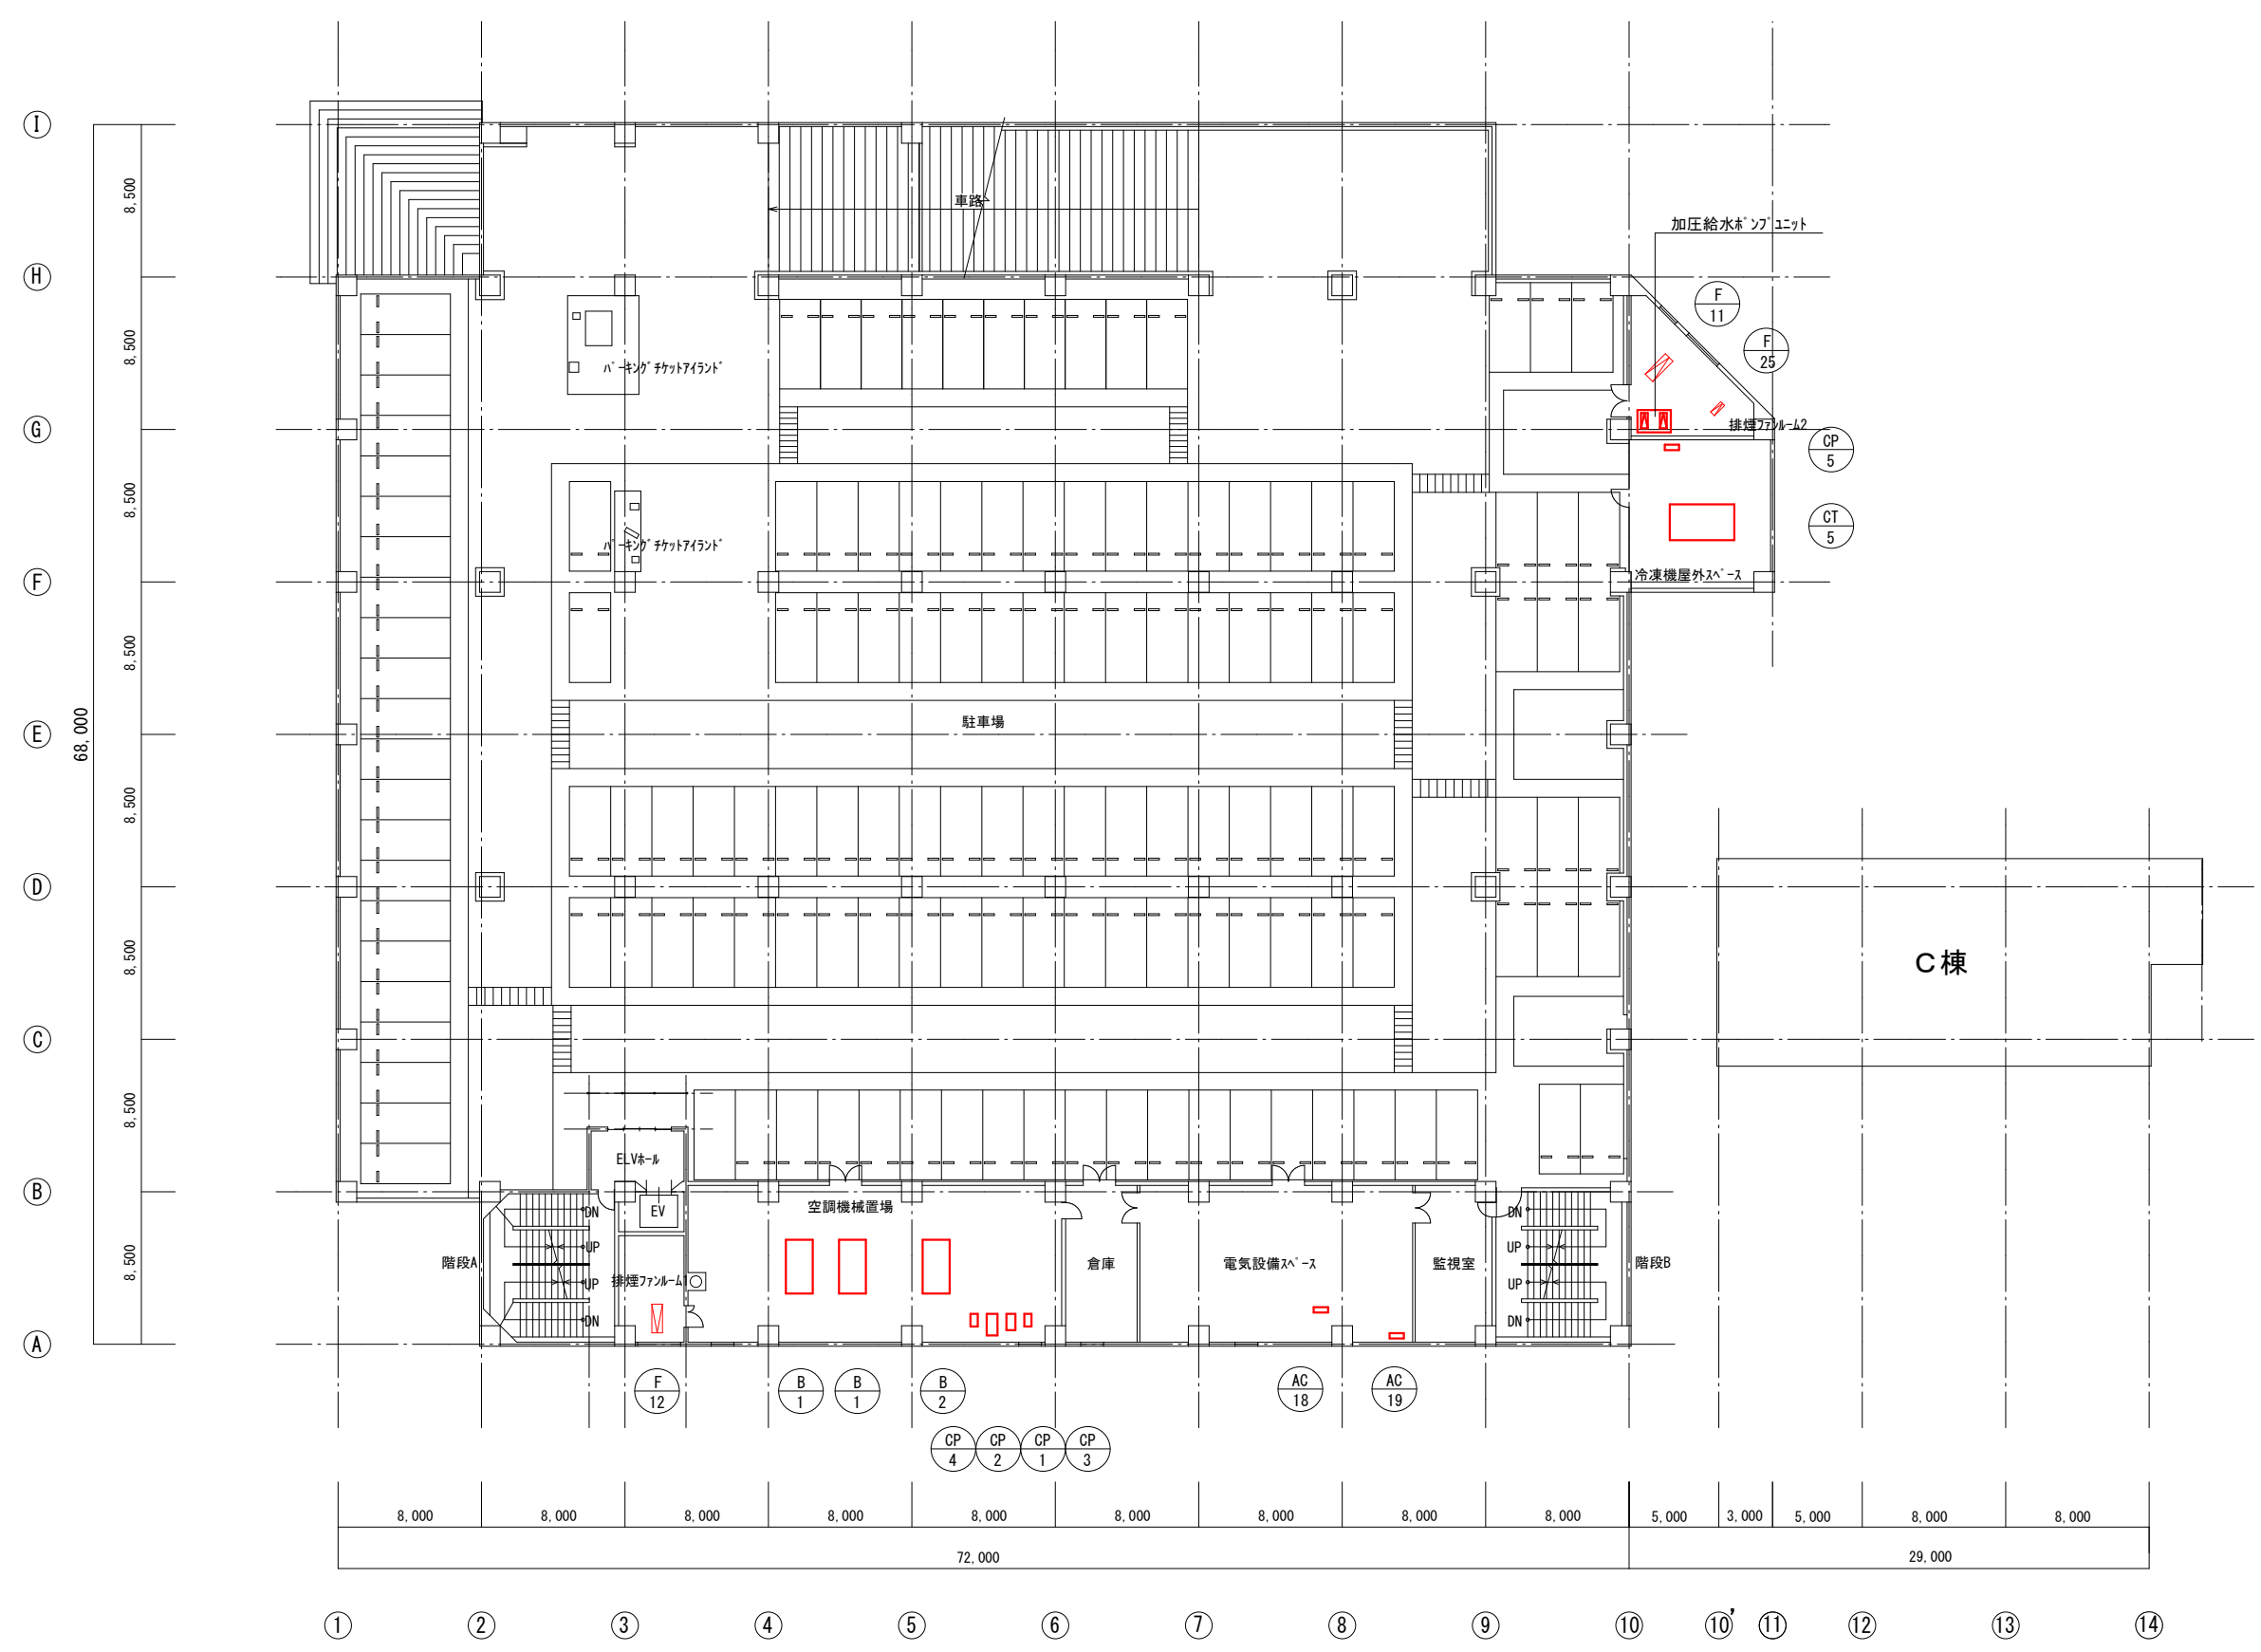 I
H
G
F
E
D
C
B
A
8,500
8,500
8,500
8,500
8,500
8,500
8,500
8,500
68,000
車路
加圧給水ﾎﾟﾝﾌﾟﾕﾆｯﾄ
F
11
F
25
ﾊﾟｰｷﾝｸﾞﾁｹｯﾄｱｲﾗﾝﾄﾞ
排煙ﾌｧﾝﾙｰﾑ2
CP
5
CT
5
ﾊﾟｰｷﾝｸﾞﾁｹｯﾄｱｲﾗﾝﾄﾞ
冷凍機屋外ｽﾍﾟｰｽ
駐車場
C棟
ELVﾎｰﾙ
EV
空調機械置場
DN
UP
UP
DN
階段A
排煙ﾌｧﾝﾙｰﾑ1
倉庫
電気設備ｽﾍﾟｰｽ
監視室
DN
UP
UP
DN
階段B
F
12
B
1
B
1
B
2
AC
18
AC
19
CP
4
CP
2
CP
1
CP
3
8,000
8,000
8,000
8,000
8,000
8,000
8,000
8,000
8,000
5,000
3,000
5,000
8,000
8,000
72,000
29,000
1
2
3
4
5
6
7
8
9
10
10'
11
12
13
14